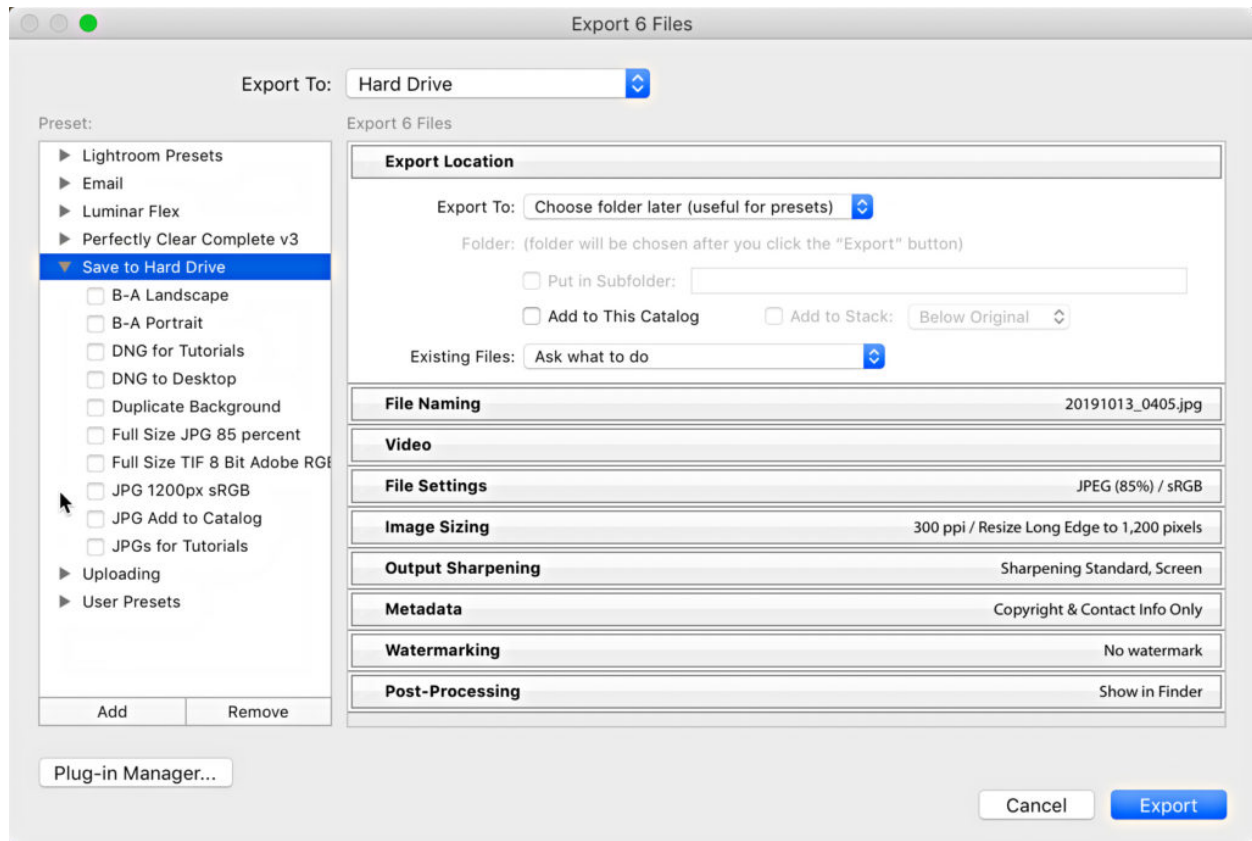 Export 6 Files
Export To: Hard Drive
Preset:
Lightroom Presets
Email
Luminar Flex
Perfectly Clear Complete v3
Save to Hard Drive
B-A Landscape
B-A Portrait
DNG for Tutorials
DNG to Desktop
Duplicate Background
Full Size JPG 85 percent
Full Size TIF 8 Bit Adobe RGB
JPG 1200px sRGB
JPG Add to Catalog
JPGs for Tutorials
Uploading
User Presets
Add Remove
Plug-in Manager...
Export 6 Files
Export Location
Export To: Choose folder later (useful for presets)
Folder: (folder will be chosen after you click the “Export” button)
Put in Subfolder:
Add to This Catalog Add to Stack: Below Original
Existing Files: Ask what to do
File Naming 20191013_0405.jpg
Video
File Settings JPEG (85%) / sRGB
Image Sizing 300 ppi / Resize Long Edge to 1,200 pixels
Output Sharpening Sharpening Standard, Screen
Metadata Copyright & Contact Info Only
Watermarking No watermark
Post-Processing Show in Finder
Cancel Export